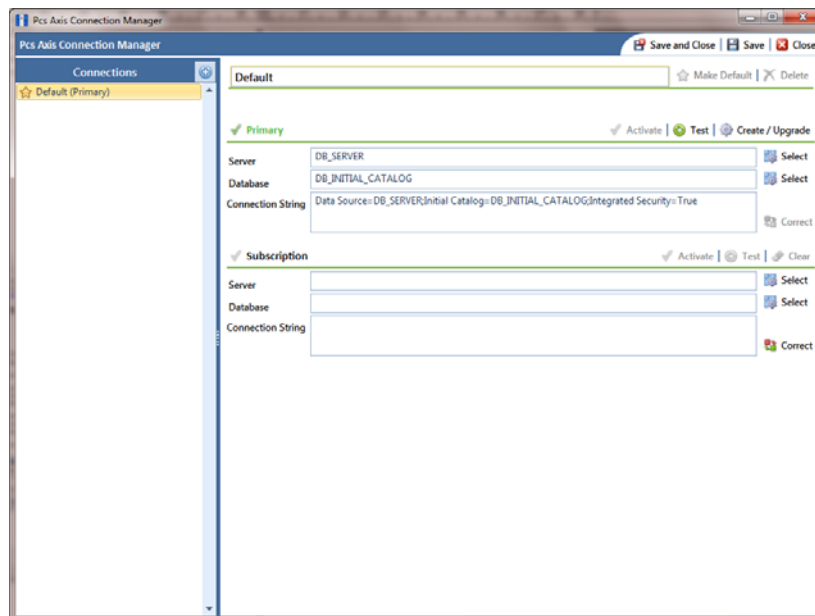 Pcs Axis Connection Manager
Pcs Axis Connection Manager
Save and Close | Save | Close
Connections
Default (Primary)
Default
Make Default | Delete
Primary
Activate | Test | Create / Upgrade
Server
DB_SERVER
Select
Database
DB_INITIAL_CATALOG
Select
Connection String
Data Source=DB_SERVER;Initial Catalog=DB_INITIAL_CATALOG;Integrated Security=True
Correct
Subscription
Activate | Test | Clear
Server
Select
Database
Select
Connection String
Correct